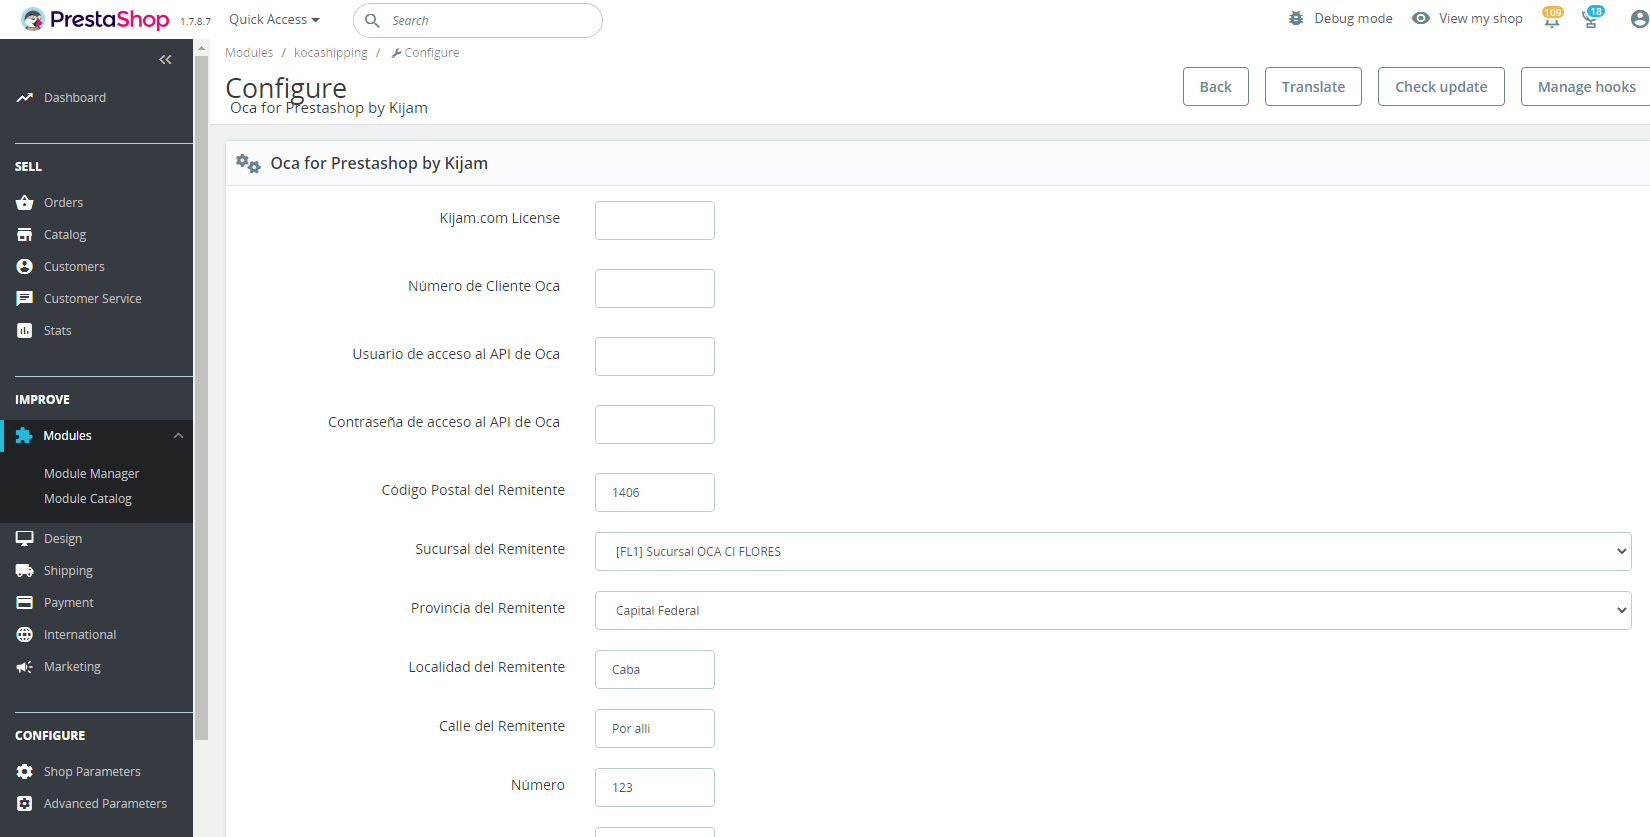 PrestaShop 1.7.8.7 Quick Access Search Debug mode View my shop 109 18
Dashboard
SELL
Orders
Catalog
Customers
Customer Service
Stats
IMPROVE
Modules
Module Manager
Module Catalog
Design
Shipping
Payment
International
Marketing
CONFIGURE
Shop Parameters
Advanced Parameters
Modules / kocashipping / Configure
Configure
Oca for Prestashop by Kijam
Back Translate Check update Manage hooks
Oca for Prestashop by Kijam
Kijam.com License
Número de Cliente Oca
Usuario de acceso al API de Oca
Contraseña de acceso al API de Oca
Código Postal del Remitente 1406
Sucursal del Remitente [FL1] Sucursal OCA CI FLORES
Provincia del Remitente Capital Federal
Localidad del Remitente Caba
Calle del Remitente Por alli
Número 123